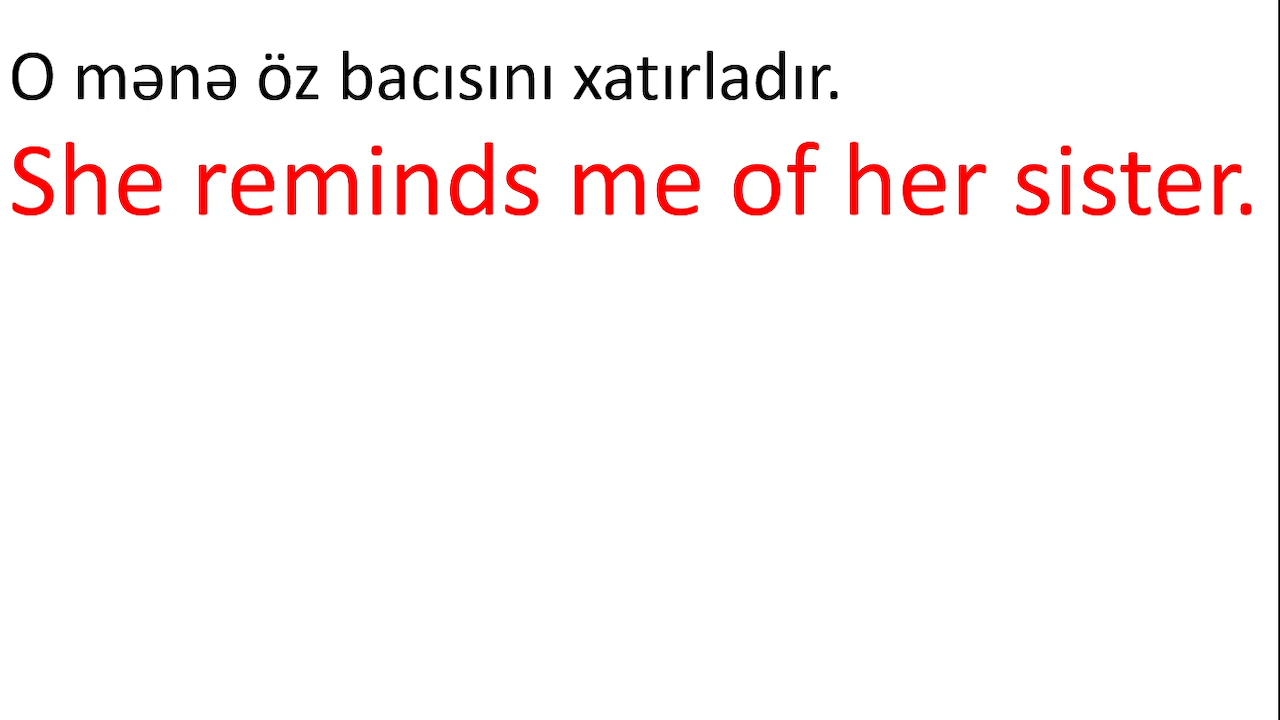 O mənə öz bacısını xatırladır.
She reminds me of her sister.